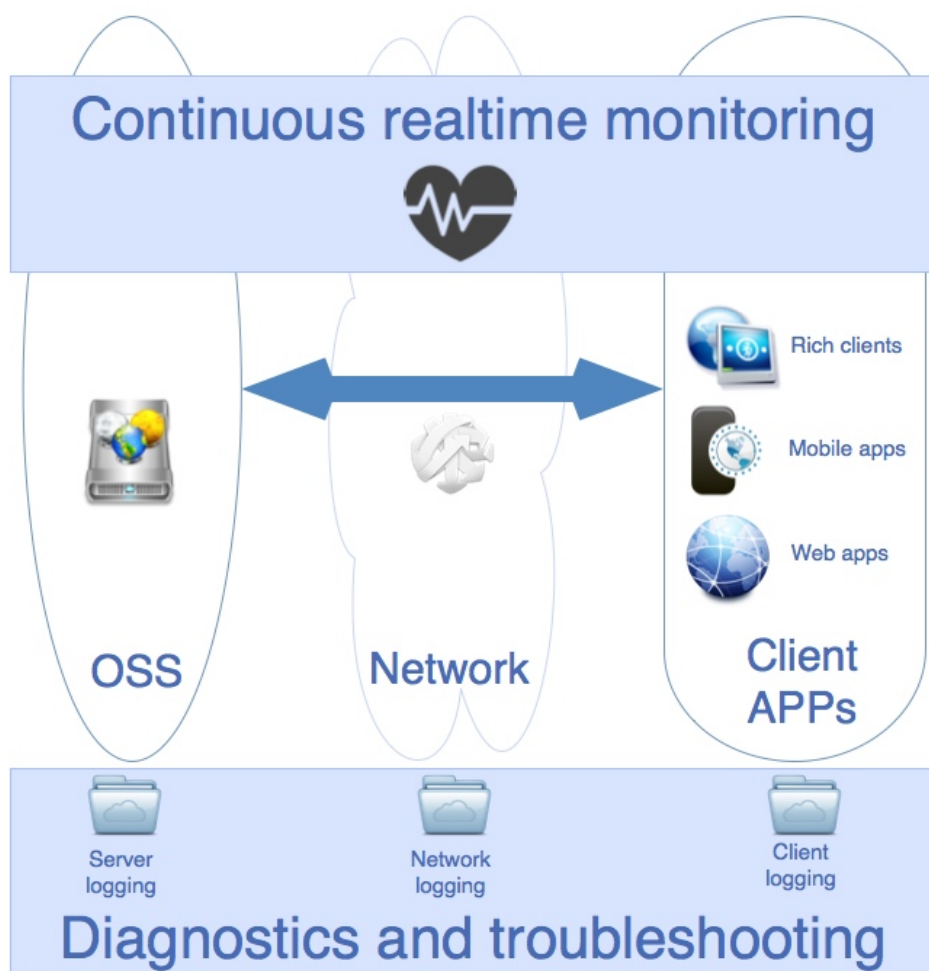 Continuous realtime monitoring
Rich clients
Mobile apps
Web apps
OSS
Network
Client
APPs
Server
logging
Network
logging
Client
logging
Diagnostics and troubleshooting